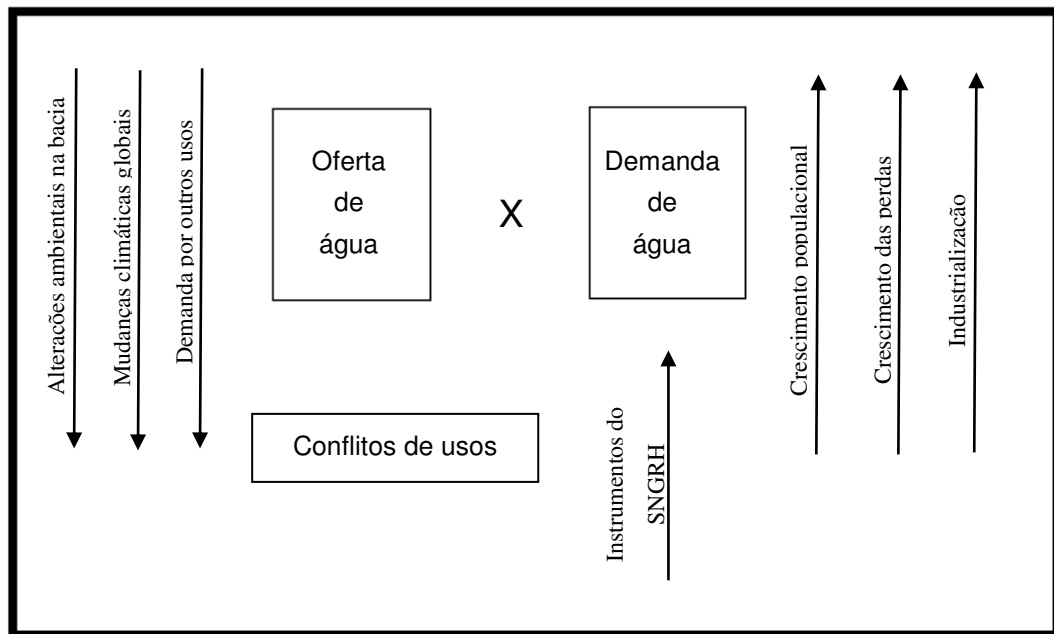 Alterações ambientais na bacia
Mudanças climáticas globais
Demanda por outros usos
Oferta
de
água
X
Demanda
de
água
Crescimento populacional
Crescimento das perdas
Industrialização
Conflitos de usos
Instrumentos do
SNGRH